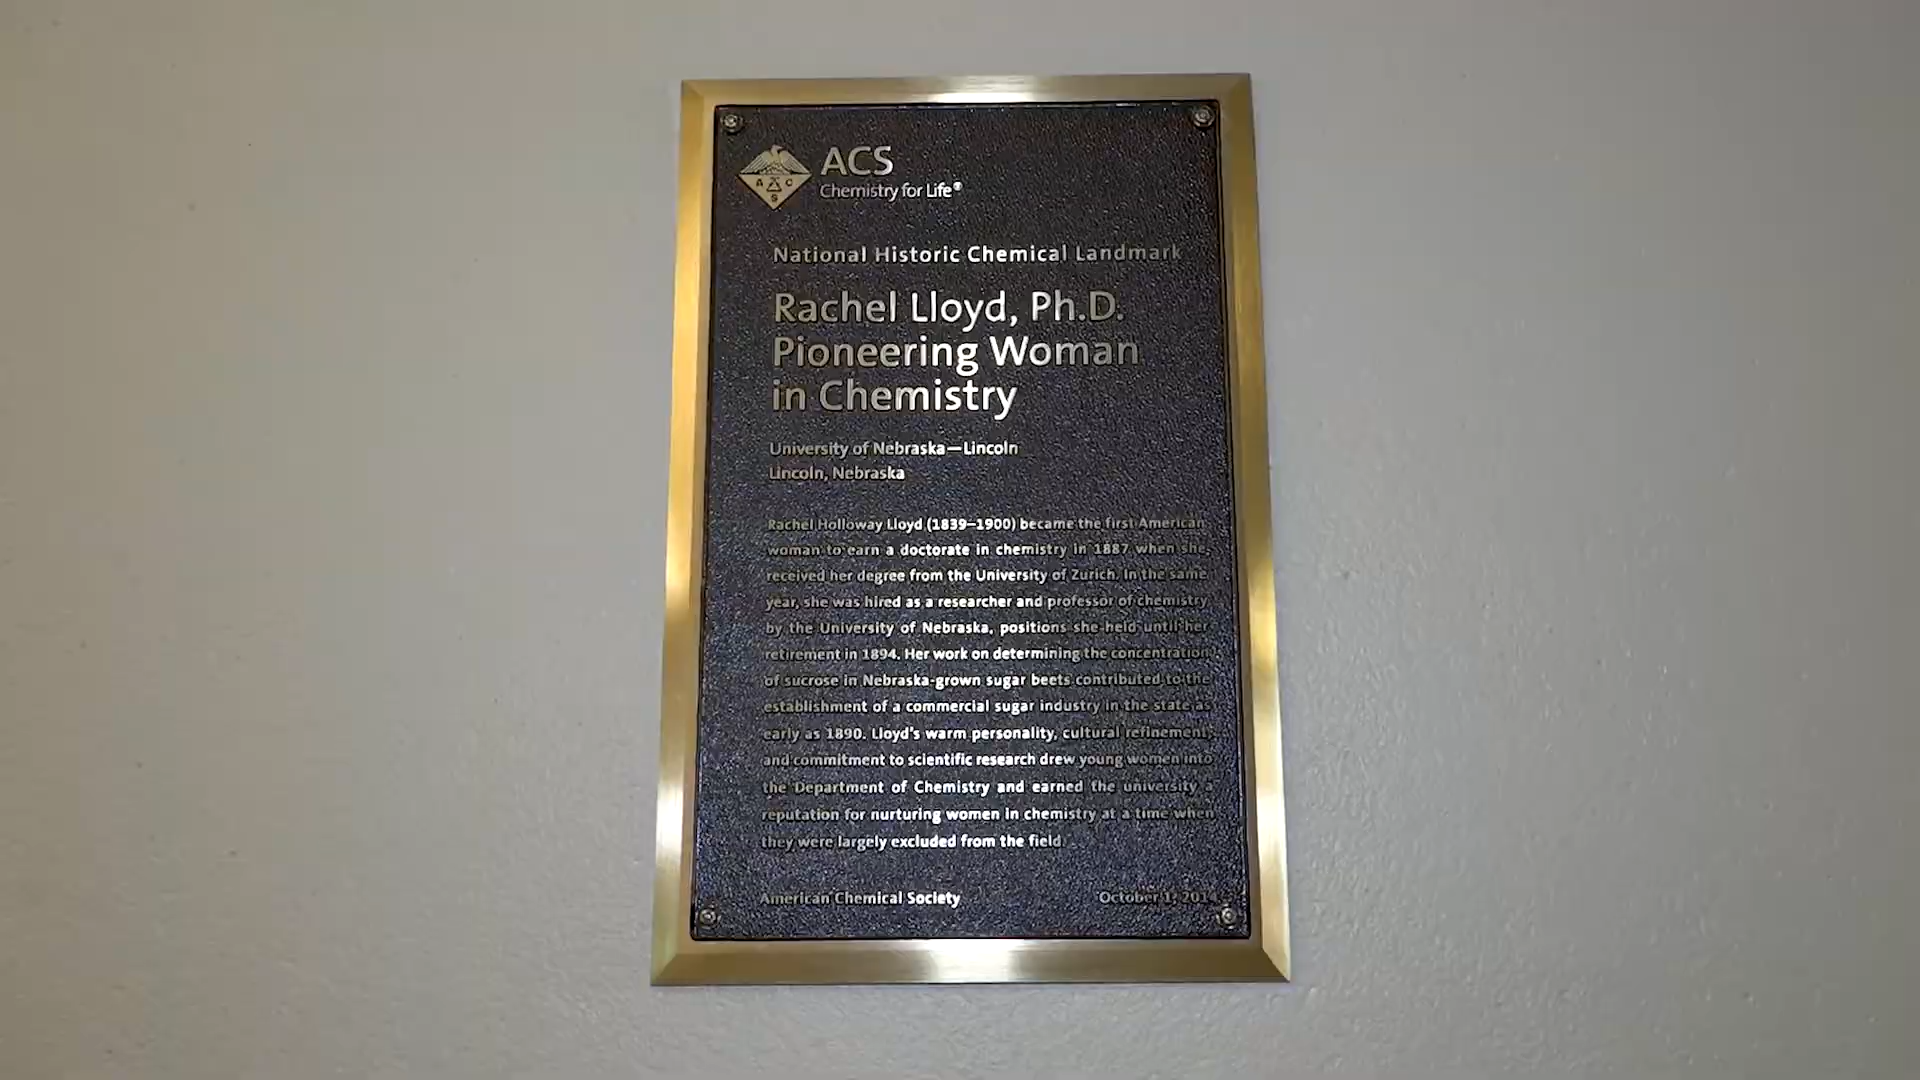 ACS
Chemistry for Life®
A C S
National Historic Chemical Landmark
Rachel Lloyd, Ph.D.
Pioneering Woman
in Chemistry
University of Nebraska—Lincoln
Lincoln, Nebraska
Rachel Holloway Lloyd (1839–1900) became the first American
woman to earn a doctorate in chemistry in 1887 when she
received her degree from the University of Zurich. In the same
year, she was hired as a researcher and professor of chemistry
by the University of Nebraska, positions she held until her
retirement in 1894. Her work on determining the concentration
of sucrose in Nebraska-grown sugar beets contributed to the
establishment of a commercial sugar industry in the state as
early as 1890. Lloyd's warm personality, cultural refinement,
and commitment to scientific research drew young women into
the Department of Chemistry and earned the university a
reputation for nurturing women in chemistry at a time when
they were largely excluded from the field.
American Chemical Society
October 1, 2014